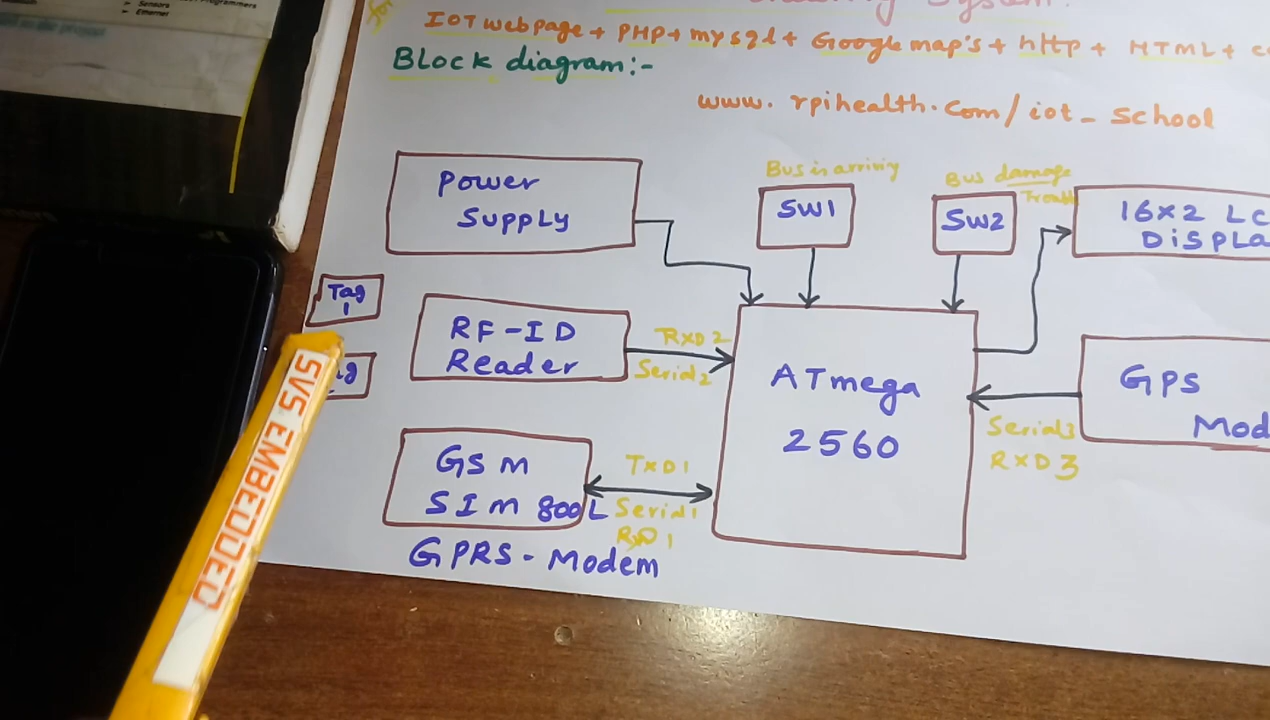 Sensors
Ethernet
IOT webpage + PHP + mysql + Google map's + http + HTML +
Block diagram:-
www.rpihealth.com/iot_school
Power
Supply
Bus is arriving
SW1
Bus damage
SW2
16x2 LC
DISPLA
Tag
1
RF-ID
Reader
RXD2
Serial2
ATmega
2560
GPS
Mod
Serial3
RXD3
GSM
SIM 800L
TXD1
Serial1
RXD1
GPRS-Modem
SVS EMBEDDED